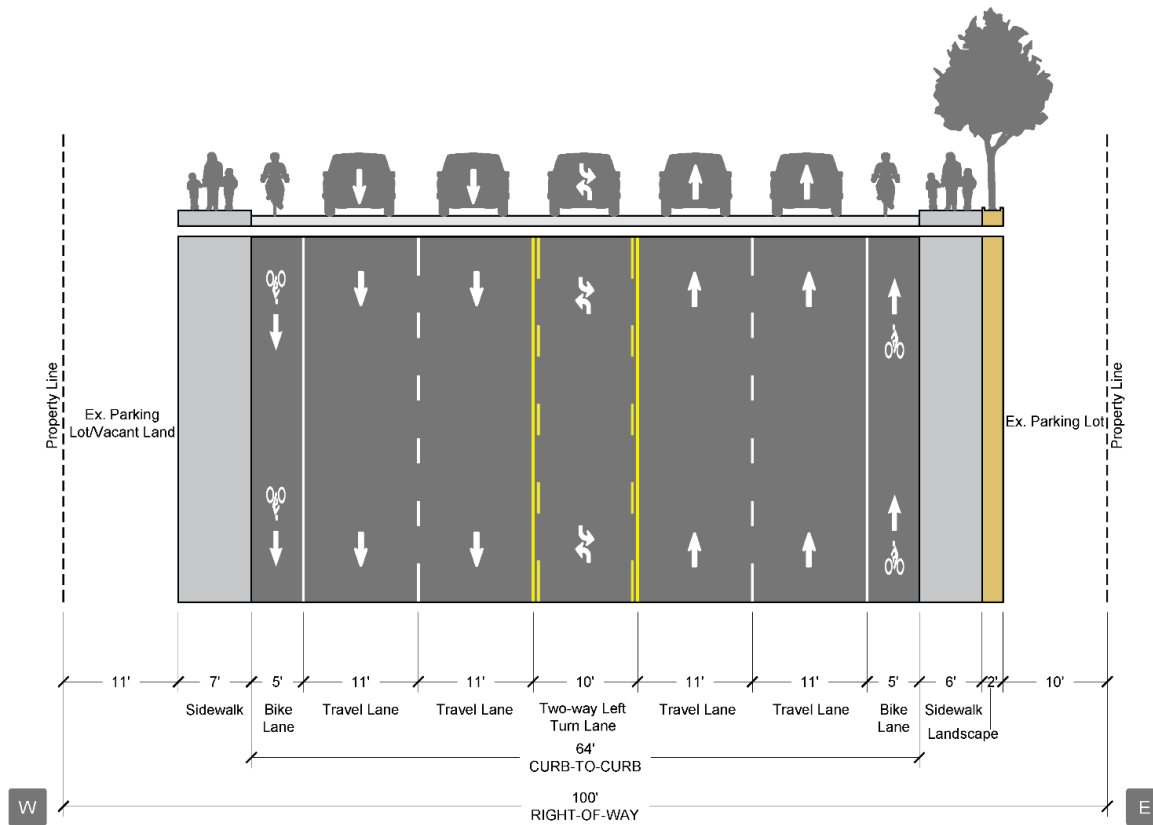 Property Line
Ex. Parking
Lot/Vacant Land
Ex. Parking Lot
Property Line
11'
7'
5'
11'
11'
10'
11'
11'
5'
6'
2'
10'
Sidewalk
Bike
Lane
Travel Lane
Travel Lane
Two-way Left
Turn Lane
Travel Lane
Travel Lane
Bike
Lane
Sidewalk
Landscape
64'
CURB-TO-CURB
100'
RIGHT-OF-WAY
W
E